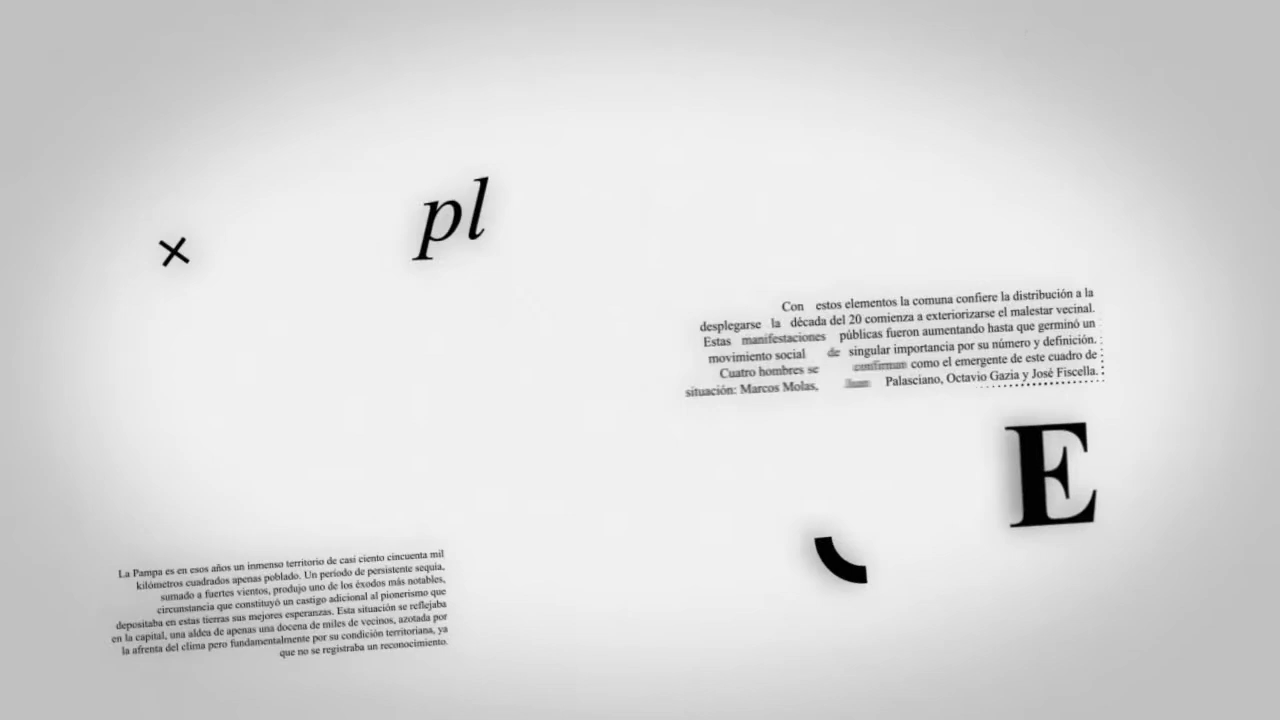 ×
pl
Con estos elementos la comuna confiere la distribución a la
desplegarse la década del 20 comienza a exteriorizarse el malestar vecinal.
Estas manifestaciones públicas fueron aumentando hasta que germinó un
movimiento social de singular importancia por su número y definición.
Cuatro hombres se confirman como el emergente de este cuadro de
situación: Marcos Molas, Juan Palasciano, Octavio Gazia y José Fiscella.
E
La Pampa es en esos años un inmenso territorio de casi ciento cincuenta mil
kilómetros cuadrados apenas poblado. Un periodo de persistente sequía,
sumado a fuertes vientos, produjo uno de los éxodos más notables,
circunstancia que constituyó un castigo adicional al pionerismo que
depositaba en estas tierras sus mejores esperanzas. Esta situación se reflejaba
en la capital, una aldea de apenas una docena de miles de vecinos, azotada por
la afrenta del clima pero fundamentalmente por su condición territoriana, ya
que no se registraba un reconocimiento.